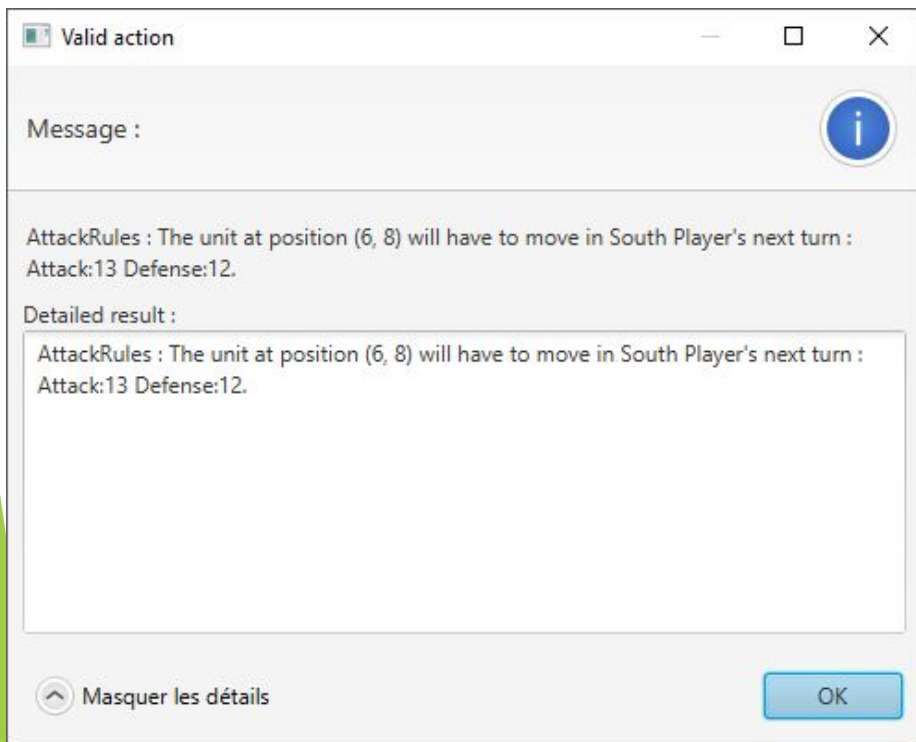 Valid action
Message :
i
AttackRules : The unit at position (6, 8) will have to move in South Player's next turn :
Attack:13 Defense:12.
Detailed result :
AttackRules : The unit at position (6, 8) will have to move in South Player's next turn :
Attack:13 Defense:12.
Masquer les détails
OK